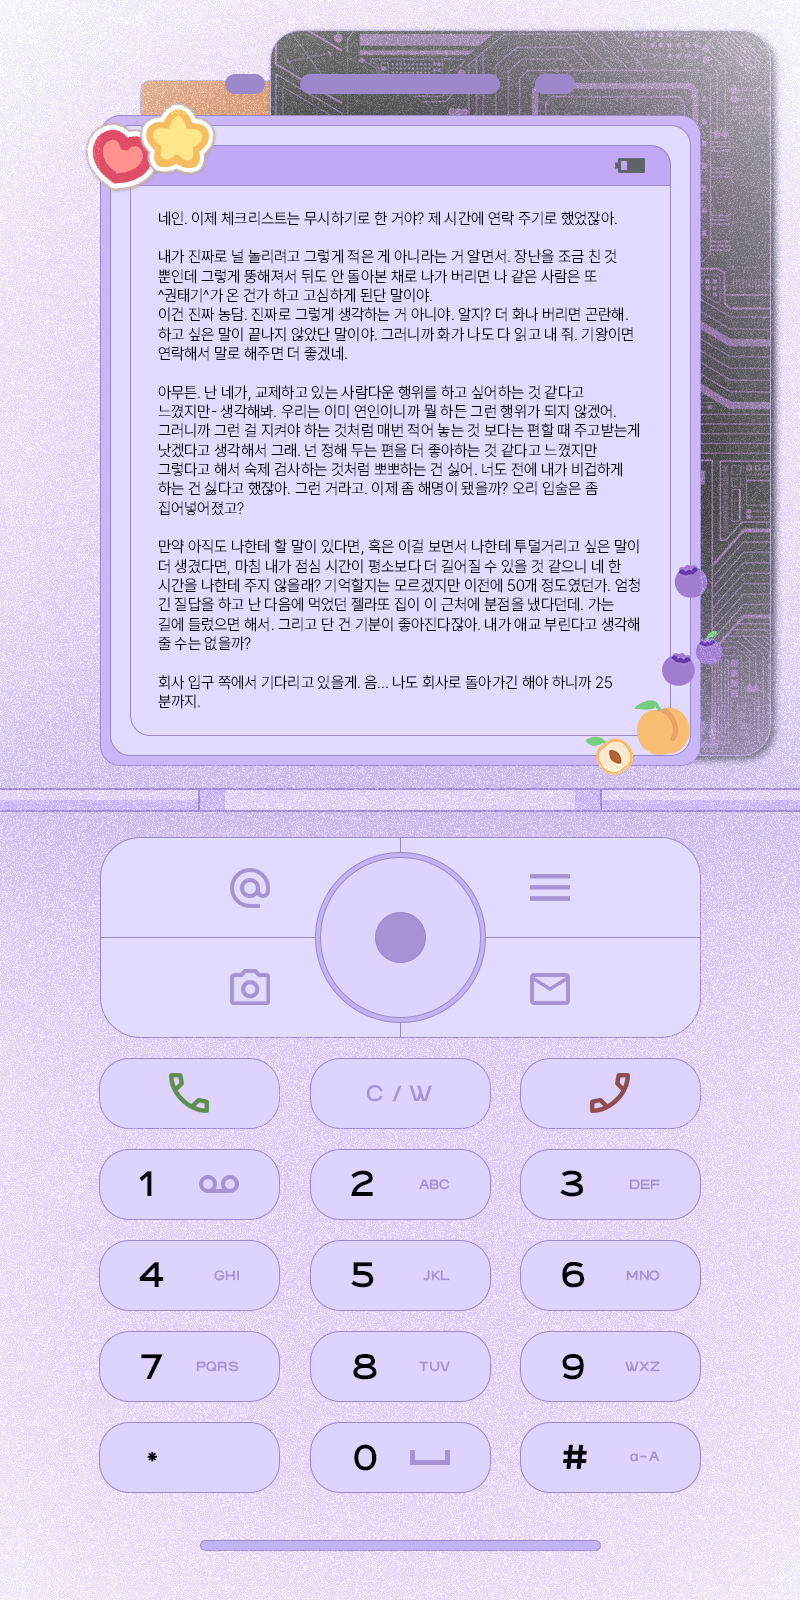 네인. 이제 체크리스트는 무시하기로 한 거야? 제 시간에 연락 주기로 했었잖아.
내가 진짜로 널 놀리려고 그렇게 적은 게 아니라는 거 알면서. 장난을 조금 친 것
뿐인데 그렇게 뚱해져서 뒤도 안 돌아본 채로 나가 버리면 나 같은 사람은 또
^권태기^가 온 건가 하고 고심하게 된단 말이야.
이건 진짜 농담. 진짜로 그렇게 생각하는 거 아니야. 알지? 더 화나 버리면 곤란해.
하고 싶은 말이 끝나지 않았단 말이야. 그러니까 화가 나도 다 읽고 내 줘. 기왕이면
연락해서 말로 해주면 더 좋겠네.
아무튼. 난 네가, 교제하고 있는 사람다운 행위를 하고 싶어하는 것 같다고
느꼈지만- 생각해봐. 우리는 이미 연인이니까 뭘 하든 그런 행위가 되지 않겠어.
그러니까 그런 걸 지켜야 하는 것처럼 매번 적어 놓는 것 보다는 편할 때 주고받는게
낫겠다고 생각해서 그래. 넌 정해 두는 편을 더 좋아하는 것 같다고 느꼈지만
그렇다고 해서 숙제 검사하는 것처럼 뽀뽀하는 건 싫어. 너도 전에 내가 비겁하게
하는 건 싫다고 했잖아. 그런 거라고. 이제 좀 해명이 됐을까? 오리 입술은 좀
집어넣어졌고?
만약 아직도 나한테 할 말이 있다면, 혹은 이걸 보면서 나한테 투덜거리고 싶은 말이
더 생겼다면, 마침 내가 점심 시간이 평소보다 더 길어질 수 있을 것 같으니 네 한
시간을 나한테 주지 않을래? 기억할지는 모르겠지만 이전에 50개 정도였던가. 엄청
긴 질답을 하고 난 다음에 먹었던 젤라또 집이 이 근처에 분점을 냈다던데. 가는
길에 들렀으면 해서. 그리고 단 건 기분이 좋아진다잖아. 내가 애교 부린다고 생각해
줄 수는 없을까?
회사 입구 쪽에서 기다리고 있을게. 음... 나도 회사로 돌아가긴 해야 하니까 25
분까지.
C / W
1
2 ABC
3 DEF
4 GHI
5 JKL
6 MNO
7 PQRS
8 TUV
9 WXZ
*
0
# a-A